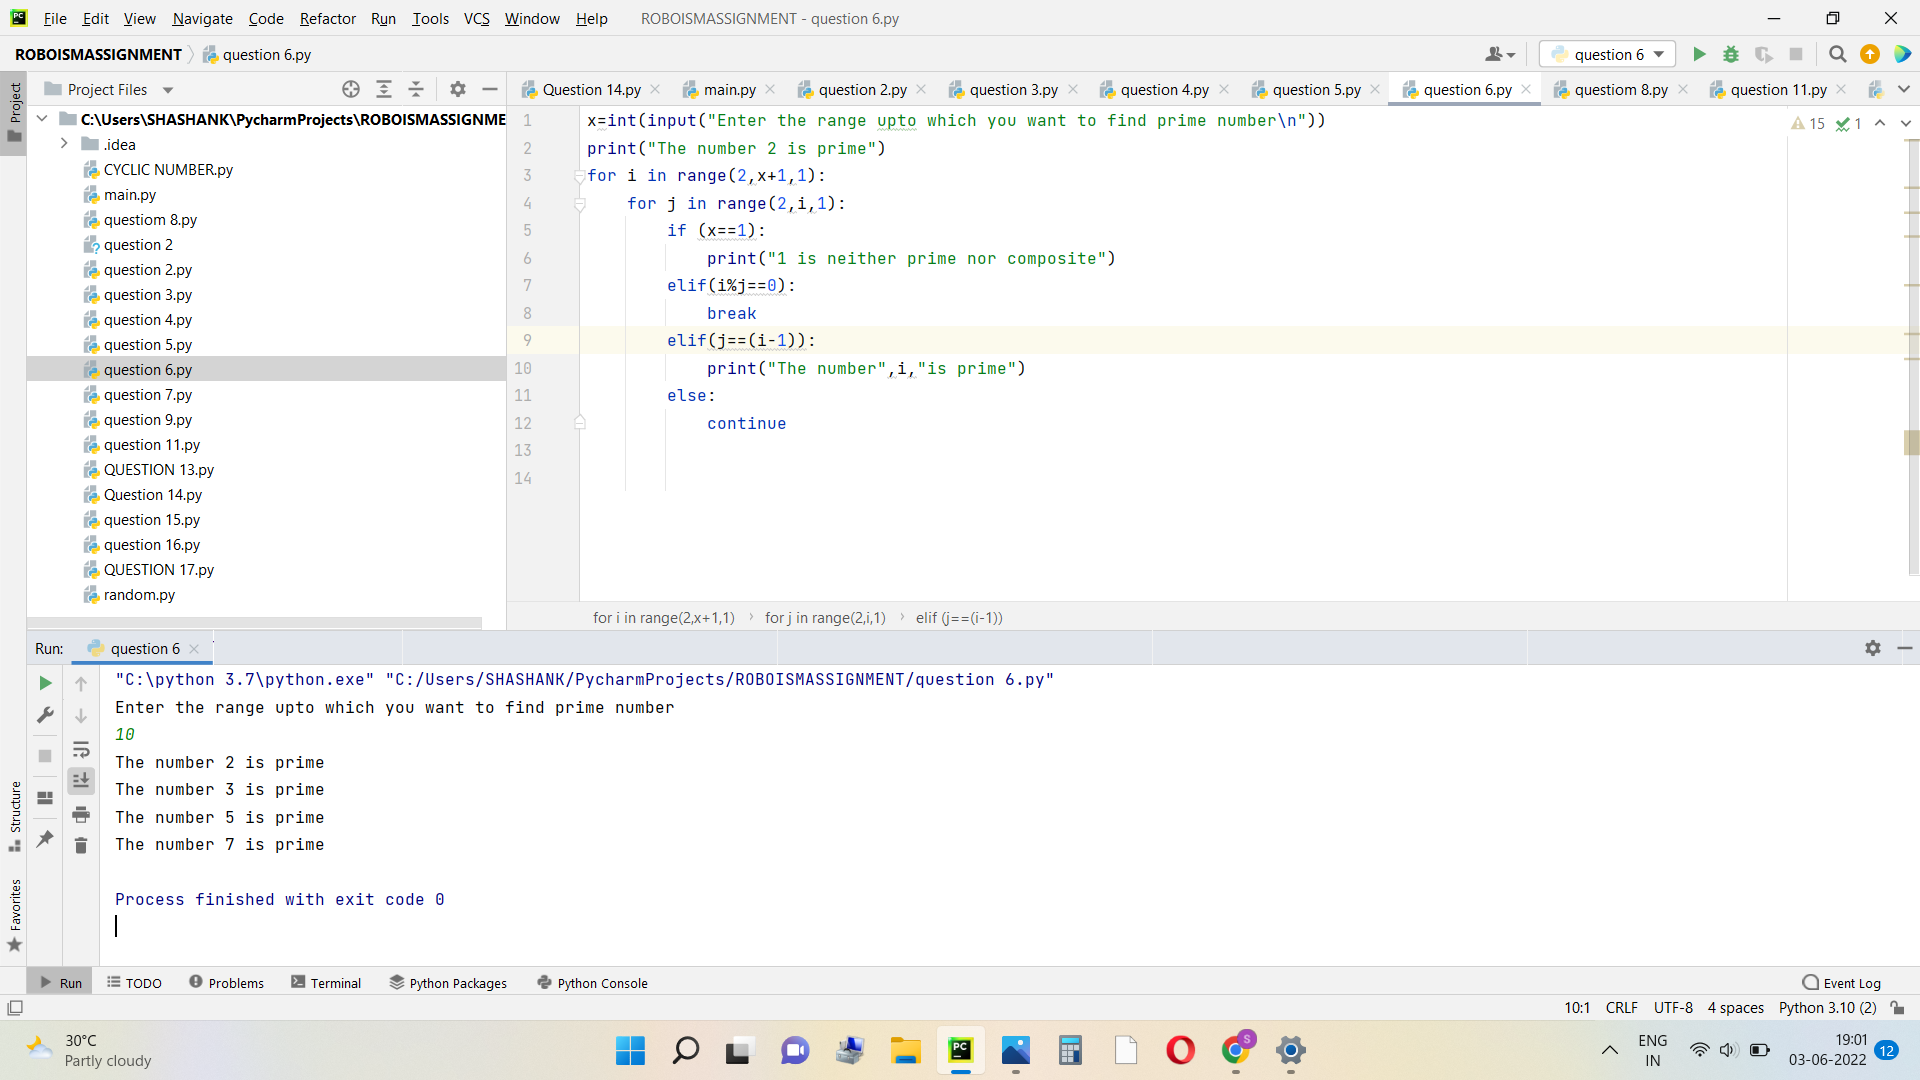 File Edit View Navigate Code Refactor Run Tools VCS Window Help ROBOISMASSIGNMENT - question 6.py
ROBOISMASSIGNMENT question 6.py question 6
Project Files
Question 14.py main.py question 2.py question 3.py question 4.py question 5.py question 6.py questiom 8.py question 11.py
C:\Users\SHASHANK\PycharmProjects\ROBOISMASSIGNME
.idea
CYCLIC NUMBER.py
main.py
questiom 8.py
question 2
question 2.py
question 3.py
question 4.py
question 5.py
question 6.py
question 7.py
question 9.py
question 11.py
QUESTION 13.py
Question 14.py
question 15.py
question 16.py
QUESTION 17.py
random.py
Project
Structure
Favorites
15 1
1 x=int(input("Enter the range upto which you want to find prime number\n"))
2 print("The number 2 is prime")
3 for i in range(2,x+1,1):
4 for j in range(2,i,1):
5 if (x==1):
6 print("1 is neither prime nor composite")
7 elif(i%j==0):
8 break
9 elif(j==(i-1)):
10 print("The number",i,"is prime")
11 else:
12 continue
13
14
for i in range(2,x+1,1) › for j in range(2,i,1) › elif (j==(i-1))
Run: question 6
"C:\python 3.7\python.exe" "C:/Users/SHASHANK/PycharmProjects/ROBOISMASSIGNMENT/question 6.py"
Enter the range upto which you want to find prime number
10
The number 2 is prime
The number 3 is prime
The number 5 is prime
The number 7 is prime
Process finished with exit code 0
Run TODO Problems Terminal Python Packages Python Console Event Log
10:1 CRLF UTF-8 4 spaces Python 3.10 (2)
30°C
Partly cloudy
PC
S
ENG
IN
19:01
03-06-2022
12